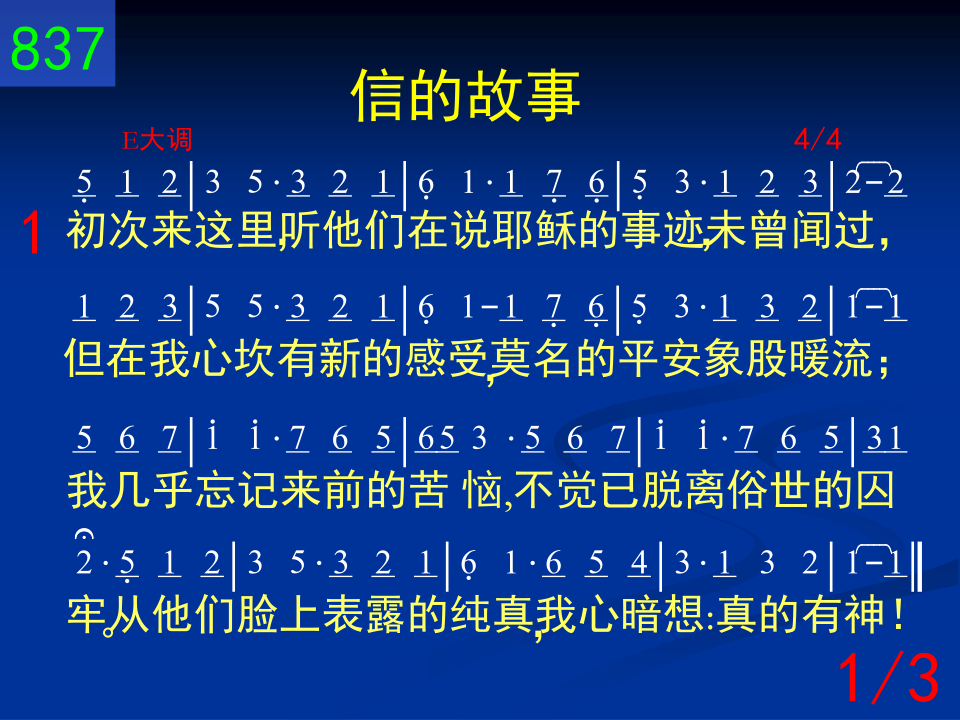 837
信的故事
E大调 4/4
5̣ 1 2|3 5·3 2 1|6̣ 1·1 7̣ 6̣|5̣ 3·1 2 3|2-2
1 初次来这里,听他们在说耶稣的事迹,未曾闻过,
1 2 3|5 5·3 2 1|6̣ 1-1 7̣ 6̣|5̣ 3·1 3 2|1-1
但在我心坎有新的感受,莫名的平安象股暖流;
5 6 7|i i·7 6 5|65 3·5 6 7|i i·7 6 5|31
我几乎忘记来前的苦 恼,不觉已脱离俗世的囚
2·5̣ 1 2|3 5·3 2 1|6̣ 1·6 5 4|3·1 3 2|1-1‖
牢。从他们脸上表露的纯真,我心暗想:真的有神!
1/3